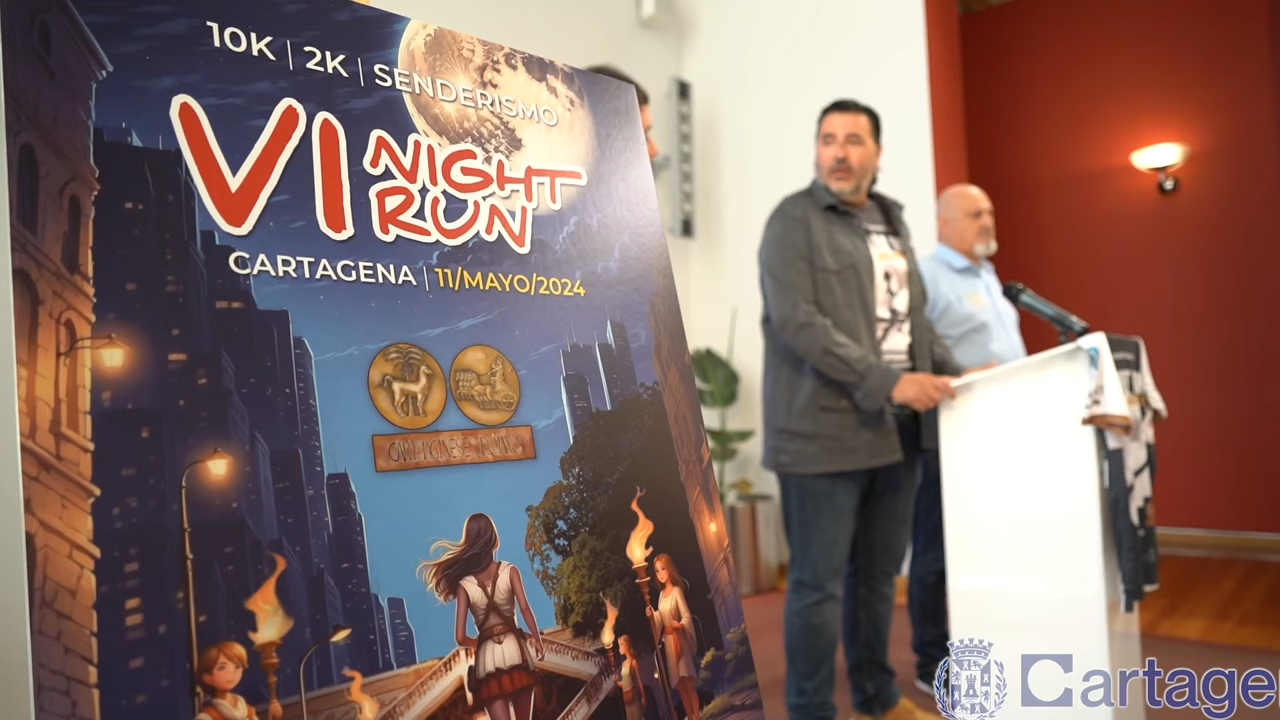 10K | 2K | SENDERISMO
VI NIGHT
RUN
CARTAGENA | 11/MAYO/2024
Cartage